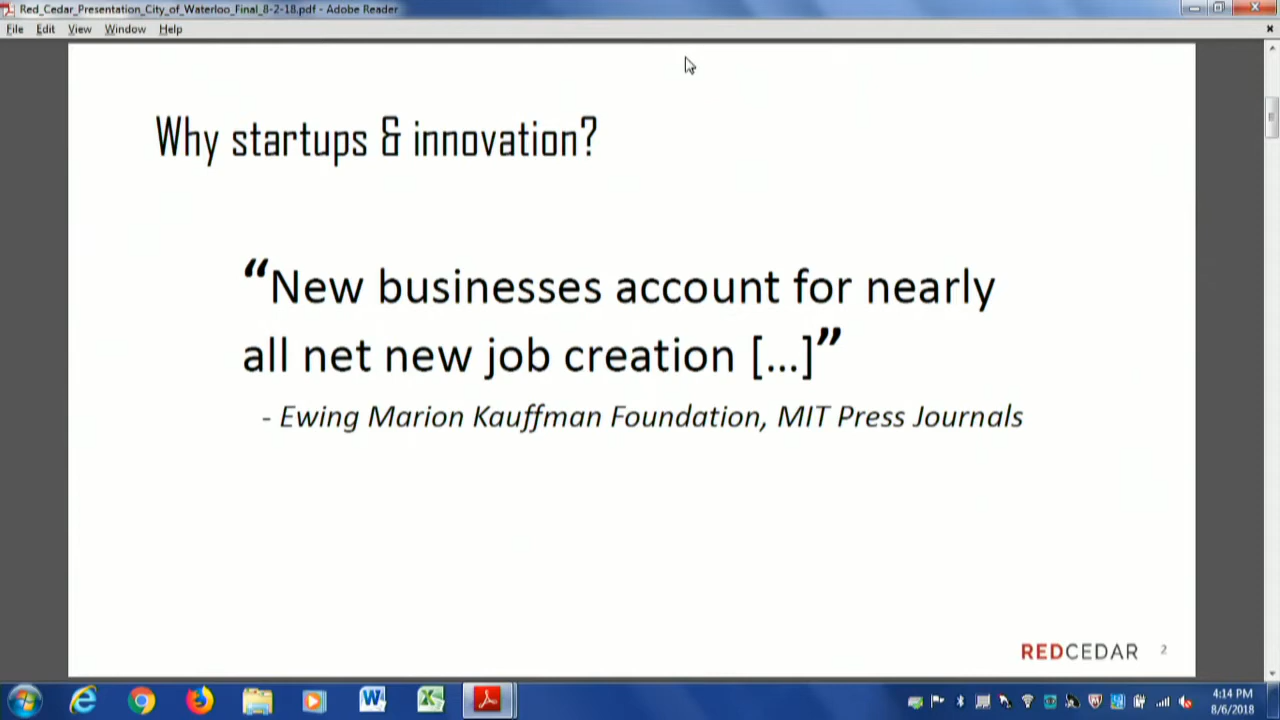 Red_Cedar_Presentation_City_of_Waterloo_Final_8-2-18.pdf - Adobe Reader
File Edit View Window Help
Why startups & innovation?
“New businesses account for nearly
all net new job creation [...]”
- Ewing Marion Kauffman Foundation, MIT Press Journals
REDCEDAR 2
4:14 PM
8/6/2018